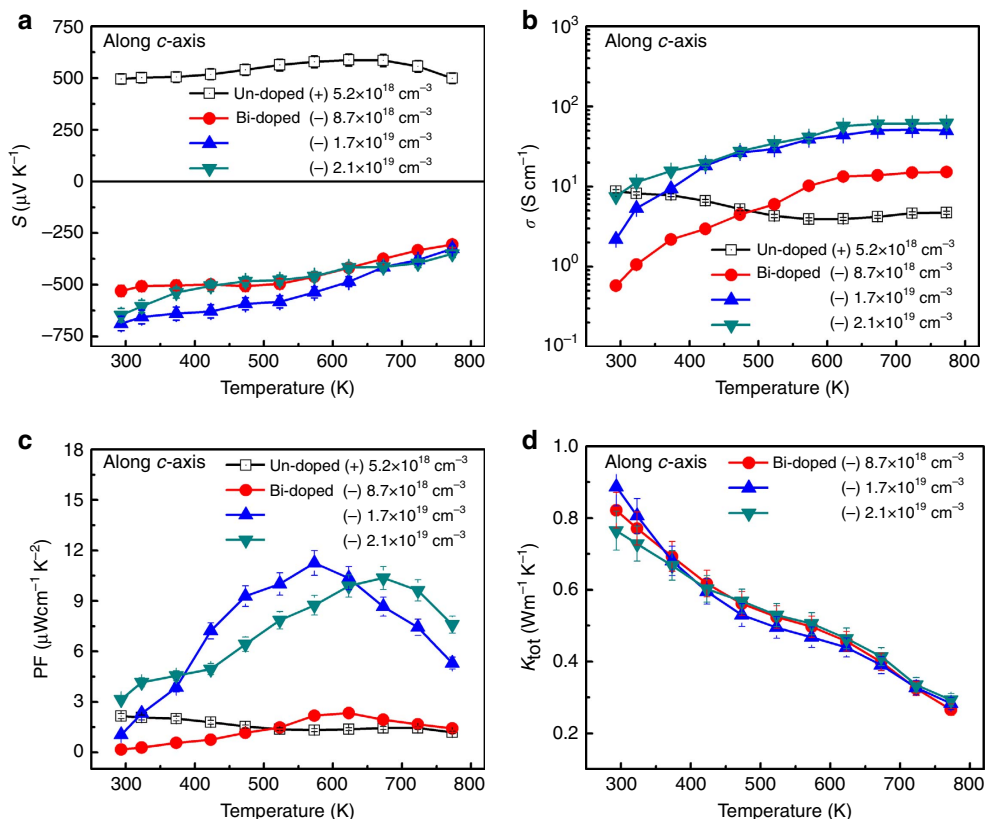 a
Along c-axis
Un-doped (+) 5.2×10¹⁸ cm⁻³
Bi-doped (–) 8.7×10¹⁸ cm⁻³
(–) 1.7×10¹⁹ cm⁻³
(–) 2.1×10¹⁹ cm⁻³
S (μV K⁻¹)
750
500
250
0
–250
–500
–750
300 400 500 600 700 800
Temperature (K)
b
Along c-axis
Un-doped (+) 5.2×10¹⁸ cm⁻³
Bi-doped (–) 8.7×10¹⁸ cm⁻³
(–) 1.7×10¹⁹ cm⁻³
(–) 2.1×10¹⁹ cm⁻³
σ (S cm⁻¹)
10³
10²
10¹
10⁰
10⁻¹
300 400 500 600 700 800
Temperature (K)
c
Along c-axis
Un-doped (+) 5.2×10¹⁸ cm⁻³
Bi-doped (–) 8.7×10¹⁸ cm⁻³
(–) 1.7×10¹⁹ cm⁻³
(–) 2.1×10¹⁹ cm⁻³
PF (μWcm⁻¹ K⁻²)
18
15
12
9
6
3
0
300 400 500 600 700 800
Temperature (K)
d
Along c-axis
Bi-doped (–) 8.7×10¹⁸ cm⁻³
(–) 1.7×10¹⁹ cm⁻³
(–) 2.1×10¹⁹ cm⁻³
Ktot (Wm⁻¹ K⁻¹)
1.0
0.8
0.6
0.4
0.2
300 400 500 600 700 800
Temperature (K)